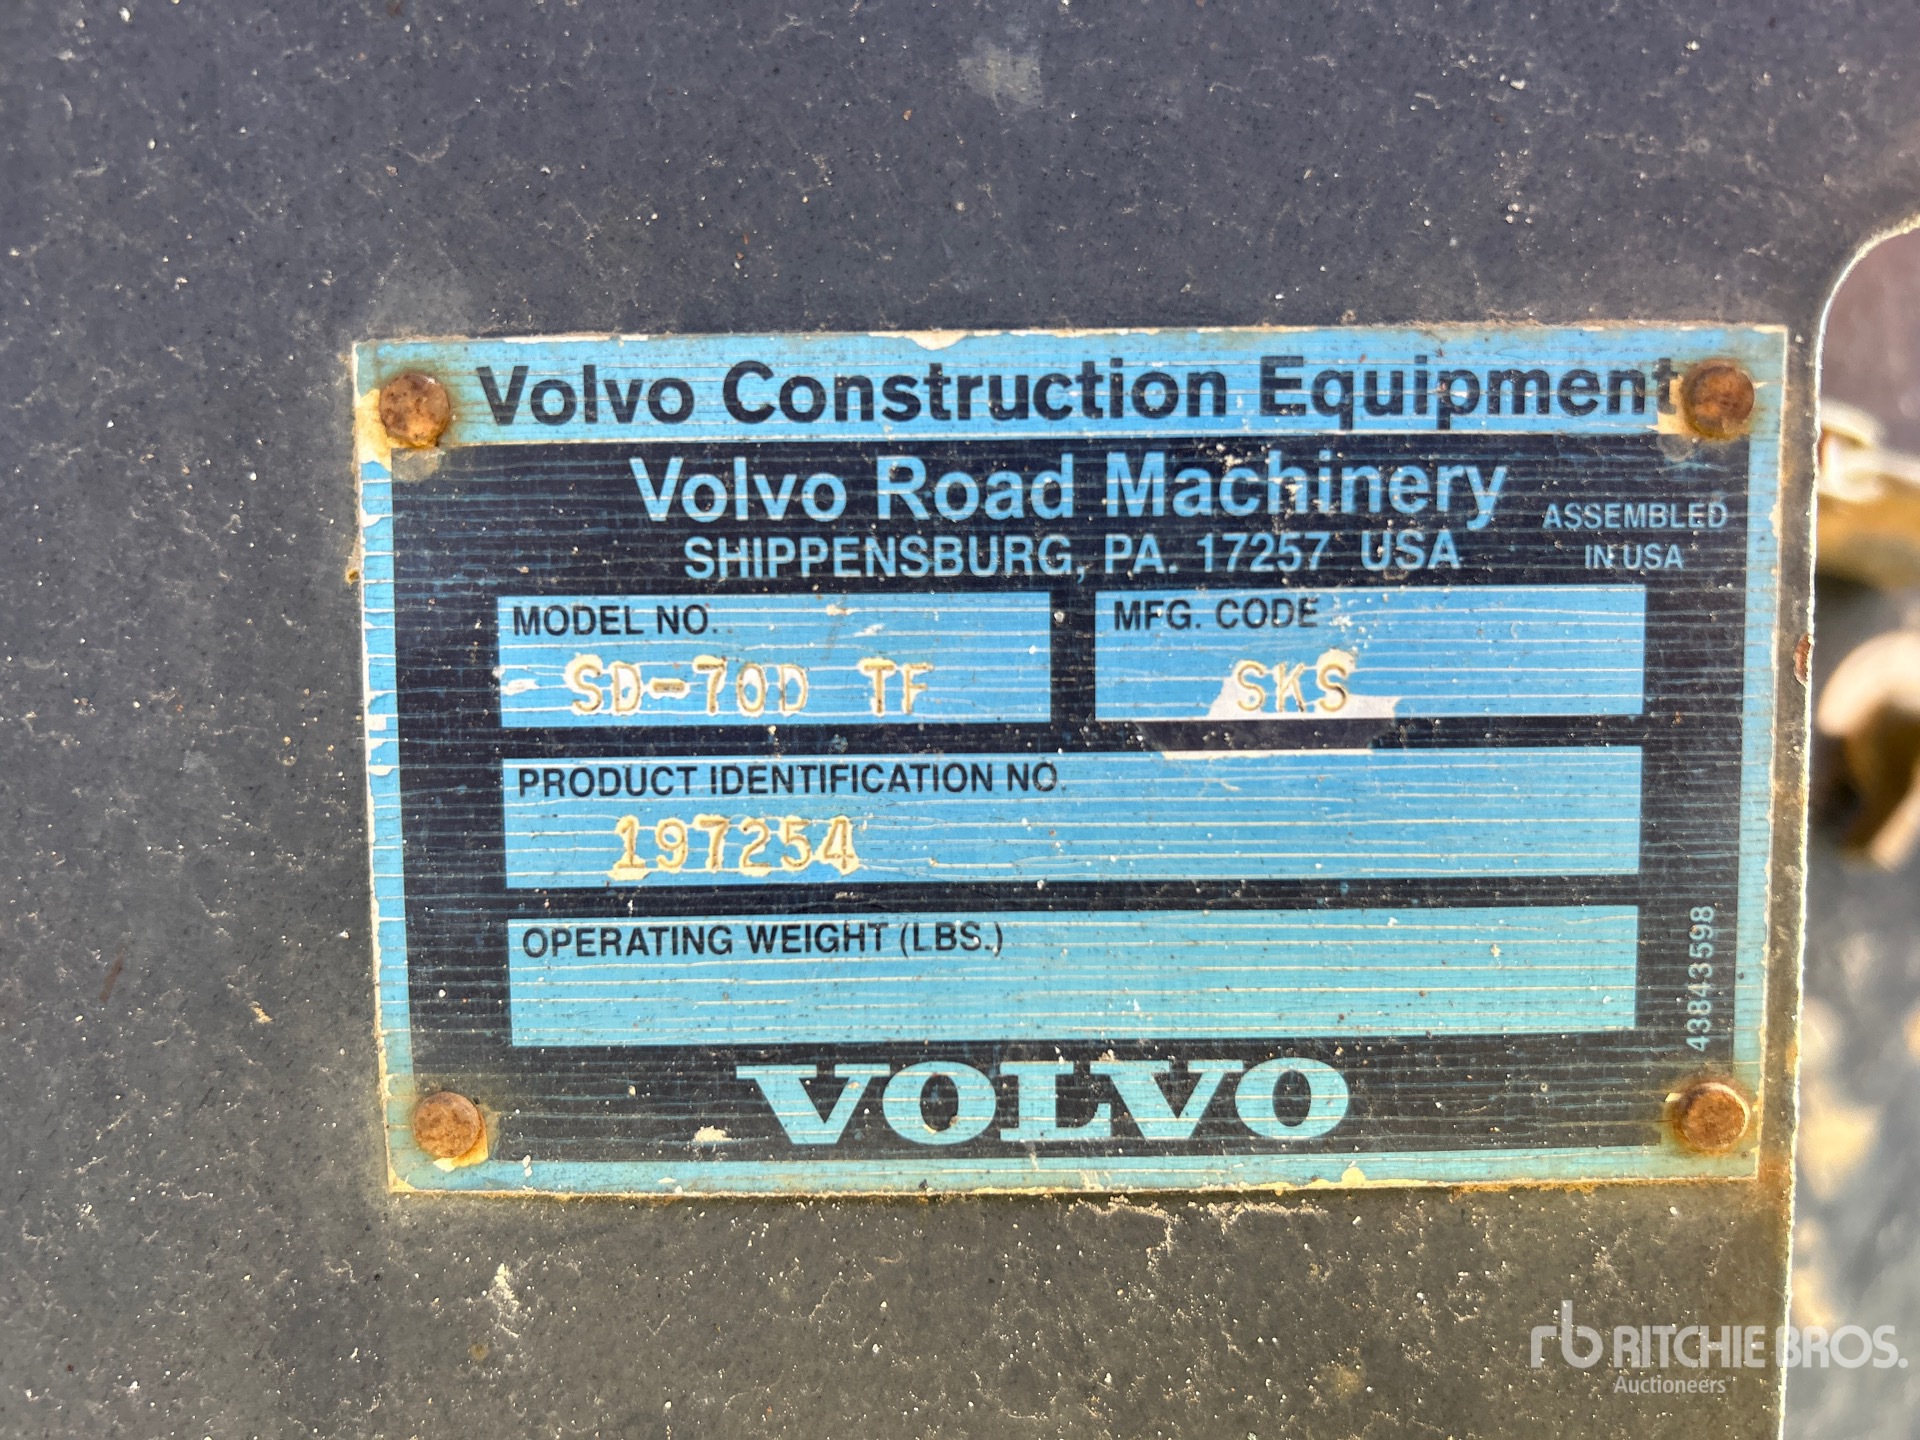 Volvo Construction Equipment
Volvo Road Machinery
SHIPPENSBURG, PA. 17257 USA
ASSEMBLED
IN USA
MODEL NO.
SD-70D TF
MFG. CODE
SKS
PRODUCT IDENTIFICATION NO.
197254
OPERATING WEIGHT (LBS.)
43843598
VOLVO
rb RITCHIE BROS.
Auctioneers